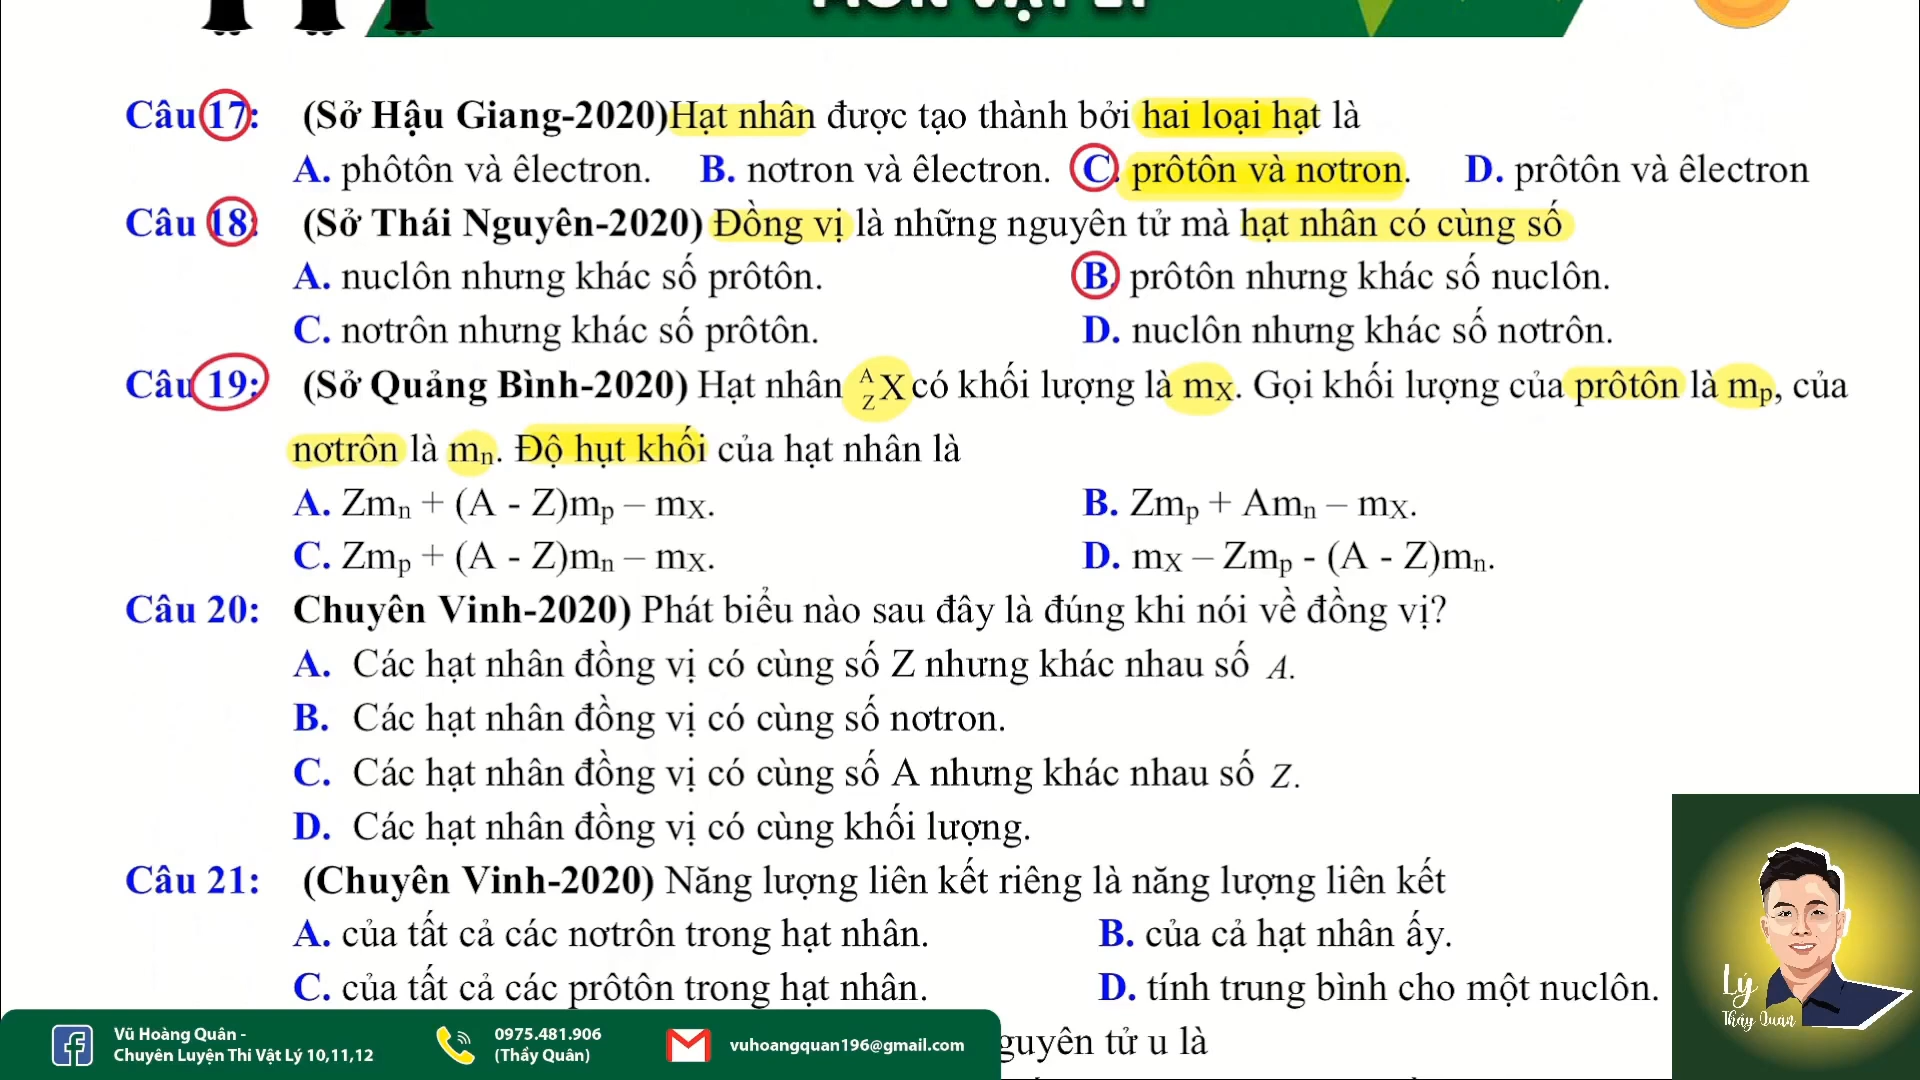 MÔN VẬT LÝ
Câu 17: (Sở Hậu Giang-2020)Hạt nhân được tạo thành bởi hai loại hạt là
A. phôtôn và êlectron. B. nơtron và êlectron. C. prôtôn và nơtron. D. prôtôn và êlectron
Câu 18: (Sở Thái Nguyên-2020) Đồng vị là những nguyên tử mà hạt nhân có cùng số
A. nuclôn nhưng khác số prôtôn. B. prôtôn nhưng khác số nuclôn.
C. nơtrôn nhưng khác số prôtôn. D. nuclôn nhưng khác số nơtrôn.
Câu 19: (Sở Quảng Bình-2020) Hạt nhân ᴬ_ZX có khối lượng là mX. Gọi khối lượng của prôtôn là mp, của
nơtrôn là mn. Độ hụt khối của hạt nhân là
A. Zmn + (A - Z)mp – mX. B. Zmp + Amn – mX.
C. Zmp + (A - Z)mn – mX. D. mX – Zmp - (A - Z)mn.
Câu 20: Chuyên Vinh-2020) Phát biểu nào sau đây là đúng khi nói về đồng vị?
A. Các hạt nhân đồng vị có cùng số Z nhưng khác nhau số A.
B. Các hạt nhân đồng vị có cùng số nơtron.
C. Các hạt nhân đồng vị có cùng số A nhưng khác nhau số Z.
D. Các hạt nhân đồng vị có cùng khối lượng.
Câu 21: (Chuyên Vinh-2020) Năng lượng liên kết riêng là năng lượng liên kết
A. của tất cả các nơtrôn trong hạt nhân. B. của cả hạt nhân ấy.
C. của tất cả các prôtôn trong hạt nhân. D. tính trung bình cho một nuclôn.
guyên tử u là
Vũ Hoàng Quân -
Chuyên Luyện Thi Vật Lý 10,11,12
0975.481.906
(Thầy Quân)
vuhoangquan196@gmail.com
Lý
Thầy Quân